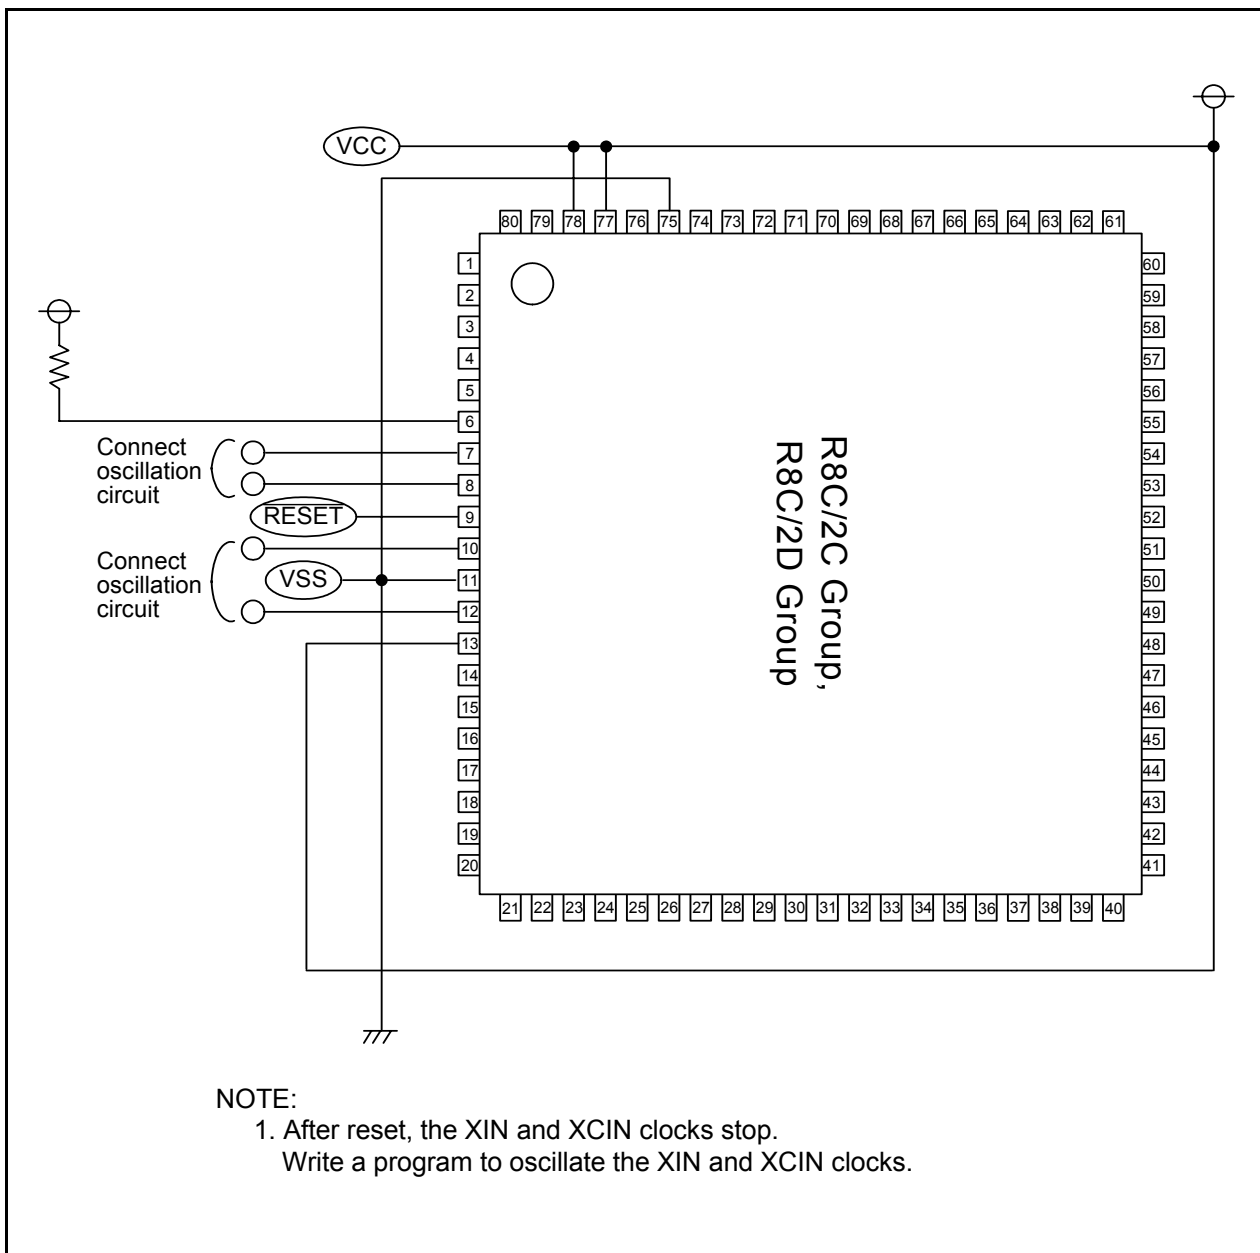 VCC
80 79 78 77 76 75 74 73 72 71 70 69 68 67 66 65 64 63 62 61
1
2
3
4
5
6
7
8
9
10
11
12
13
14
15
16
17
18
19
20
Connect
oscillation
circuit
RESET
Connect
oscillation
circuit
VSS
R8C/2C Group,
R8C/2D Group
60
59
58
57
56
55
54
53
52
51
50
49
48
47
46
45
44
43
42
41
21 22 23 24 25 26 27 28 29 30 31 32 33 34 35 36 37 38 39 40
NOTE:
1. After reset, the XIN and XCIN clocks stop.
Write a program to oscillate the XIN and XCIN clocks.